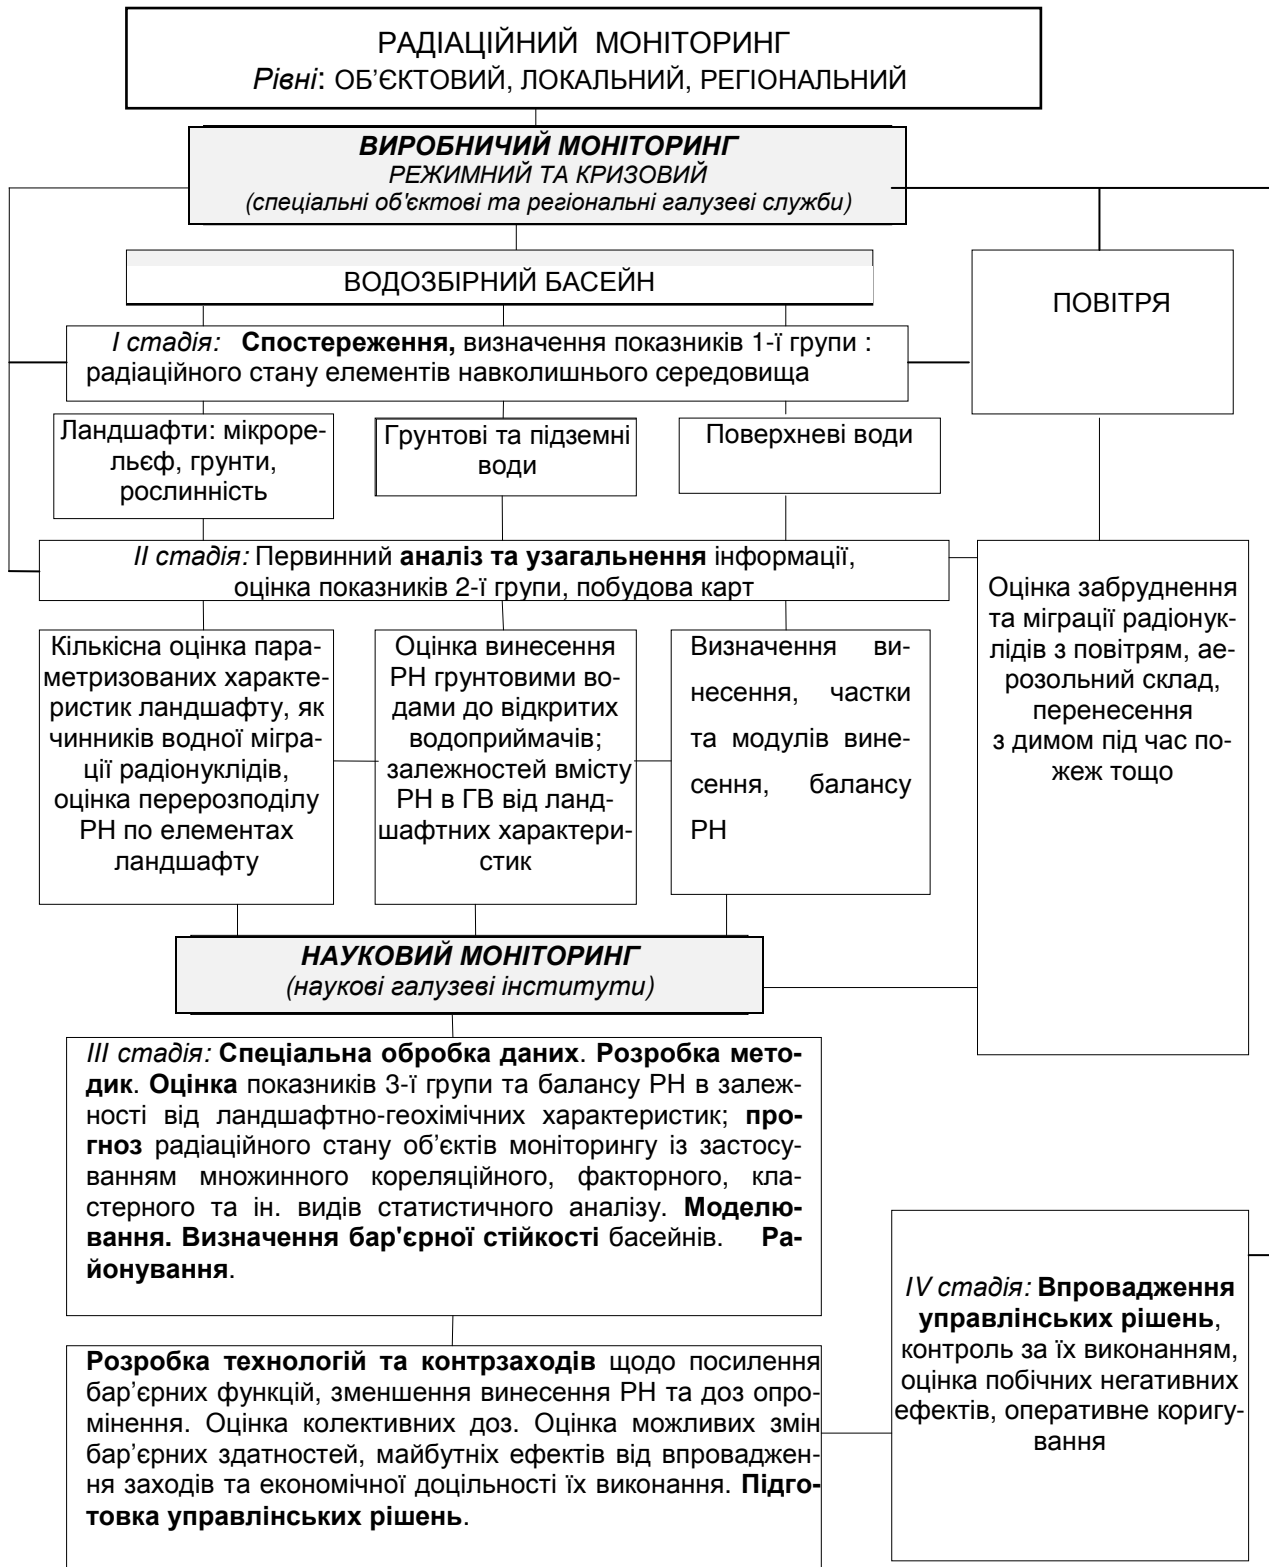 РАДІАЦІЙНИЙ МОНІТОРИНГ
Рівні: ОБ’ЄКТОВИЙ, ЛОКАЛЬНИЙ, РЕГІОНАЛЬНИЙ
ВИРОБНИЧИЙ МОНІТОРИНГ
РЕЖИМНИЙ ТА КРИЗОВИЙ
(спеціальні об’єктові та регіональні галузеві служби)
ВОДОЗБІРНИЙ БАСЕЙН
ПОВІТРЯ
І стадія: Спостереження, визначення показників 1-ї групи :
радіаційного стану елементів навколишнього середовища
Ландшафти: мікроре-
льєф, грунти,
рослинність
Грунтові та підземні
води
Поверхневі води
ІІ стадія: Первинний аналіз та узагальнення інформації,
оцінка показників 2-ї групи, побудова карт
Кількісна оцінка пара-
метризованих характе-
ристик ландшафту, як
чинників водної мігра-
ції радіонуклідів,
оцінка перерозподілу
РН по елементах
ландшафту
Оцінка винесення
РН грунтовими во-
дами до відкритих
водоприймачів;
залежностей вмісту
РН в ГВ від ланд-
шафтних характери-
стик
Визначення ви-
несення, частки
та модулів вине-
сення, балансу
РН
Оцінка забруднення
та міграції радіонук-
лідів з повітрям, ае-
розольний склад,
перенесення
з димом під час по-
жеж тощо
НАУКОВИЙ МОНІТОРИНГ
(наукові галузеві інститути)
ІІІ стадія: Спеціальна обробка даних. Розробка мето-
дик. Оцінка показників 3-ї групи та балансу РН в залеж-
ності від ландшафтно-геохімічних характеристик; про-
гноз радіаційного стану об’єктів моніторингу із застосу-
ванням множинного кореляційного, факторного, кла-
стерного та ін. видів статистичного аналізу. Моделю-
вання. Визначення бар'єрної стійкості басейнів. Ра-
йонування.
Розробка технологій та контрзаходів щодо посилення
бар’єрних функцій, зменшення винесення РН та доз опро-
мінення. Оцінка колективних доз. Оцінка можливих змін
бар’єрних здатностей, майбутніх ефектів від впроваджен-
ня заходів та економічної доцільності їх виконання. Підго-
товка управлінських рішень.
IV стадія: Впровадження
управлінських рішень,
контроль за їх виконанням,
оцінка побічних негативних
ефектів, оперативне коригу-
вання